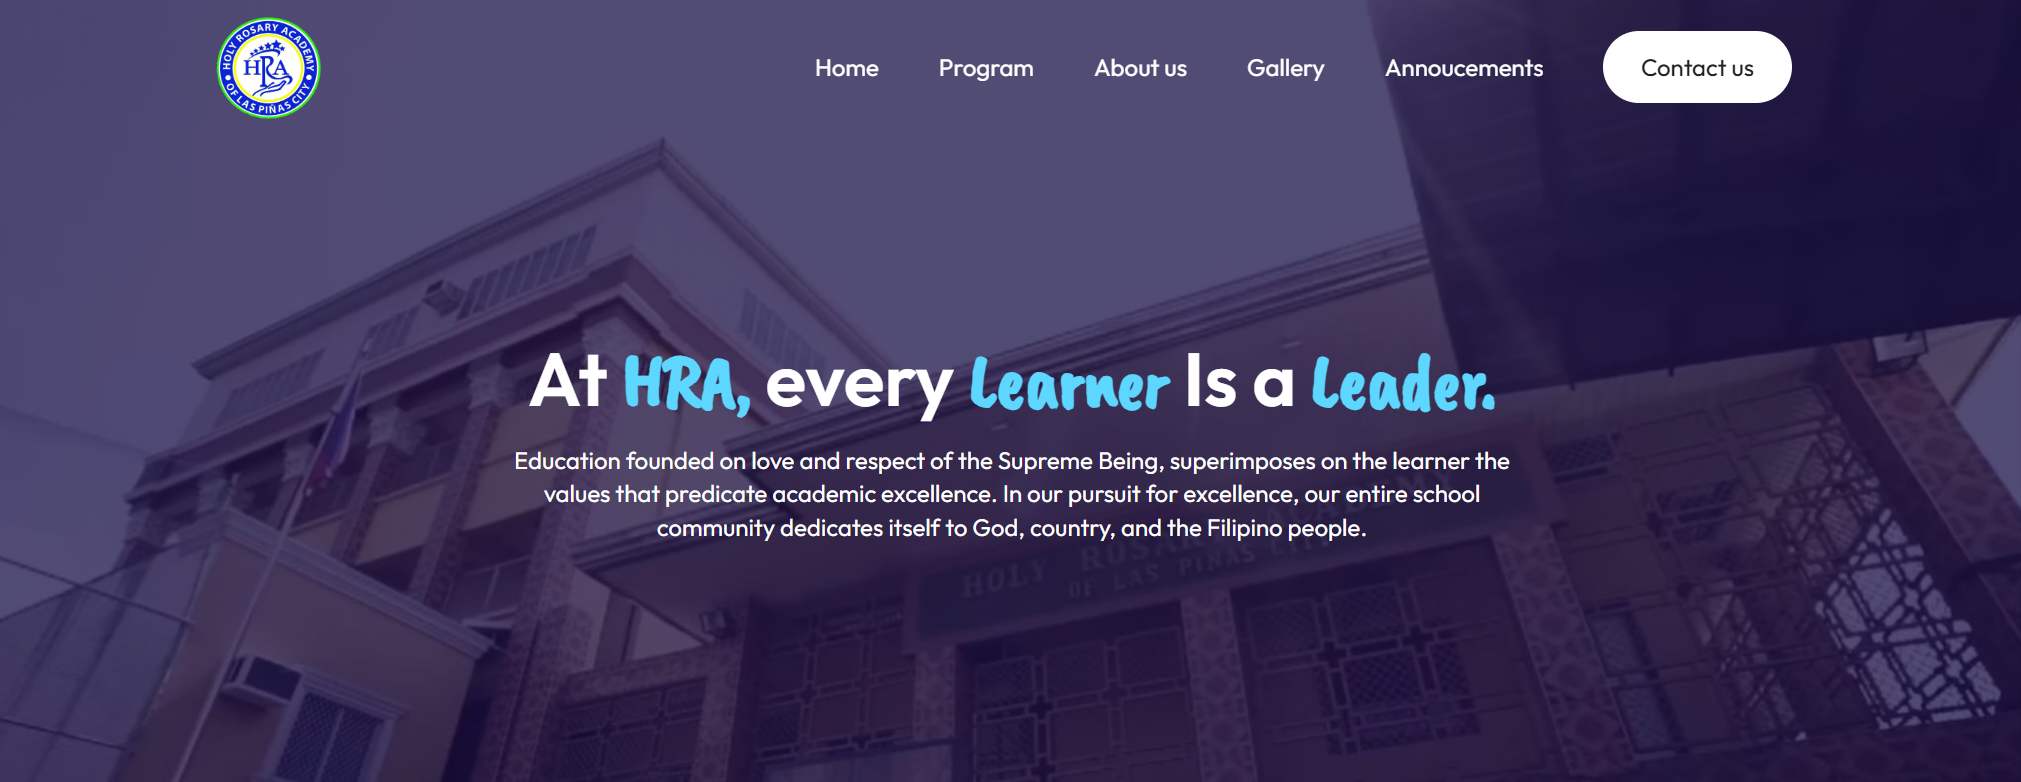 HOLY ROSARY ACADEMY
HRA
OF LAS PIÑAS CITY
Home
Program
About us
Gallery
Annoucements
Contact us
At HRA, every Learner Is a Leader.
Education founded on love and respect of the Supreme Being, superimposes on the learner the
values that predicate academic excellence. In our pursuit for excellence, our entire school
community dedicates itself to God, country, and the Filipino people.
HOLY ROSARY ACADEMY
OF LAS PIÑAS CITY